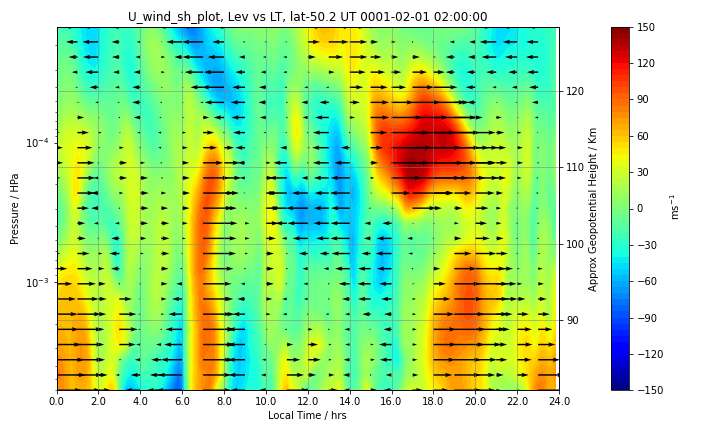 U_wind_sh_plot, Lev vs LT, lat-50.2 UT 0001-02-01 02:00:00
Pressure / HPa
10⁻⁴
10⁻³
0.0 2.0 4.0 6.0 8.0 10.0 12.0 14.0 16.0 18.0 20.0 22.0 24.0
Local Time / hrs
120
110
100
90
Approx Geopotential Height / Km
150
120
90
60
30
0
−30
−60
−90
−120
−150
ms⁻¹